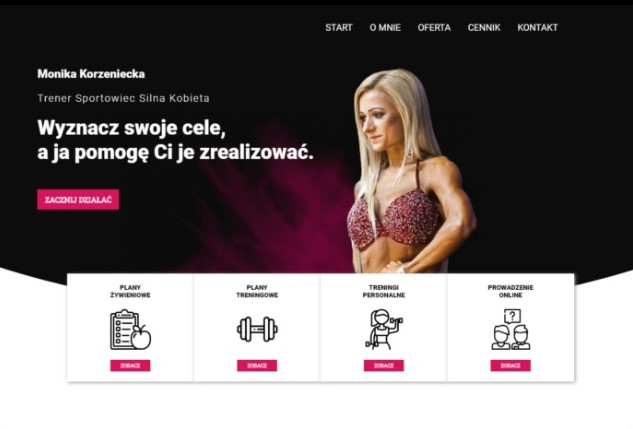 START O MNIE OFERTA CENNIK KONTAKT
Monika Korzeniecka
Trener Sportowiec Silna Kobieta
Wyznacz swoje cele,
a ja pomogę Ci je zrealizować.
ZACZNIJ DZIAŁAĆ
PLANY
ŻYWIENIOWE
ZOBACZ
PLANY
TRENINGOWE
ZOBACZ
TRENINGI
PERSONALNE
ZOBACZ
PROWADZENIE
ONLINE
?
ZOBACZ